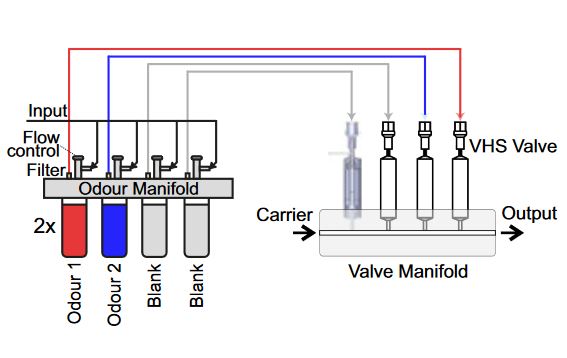 Input
Flow
control
Filter
Odour Manifold
2x
Odour 1
Odour 2
Blank
Blank
VHS Valve
Carrier
Output
Valve Manifold